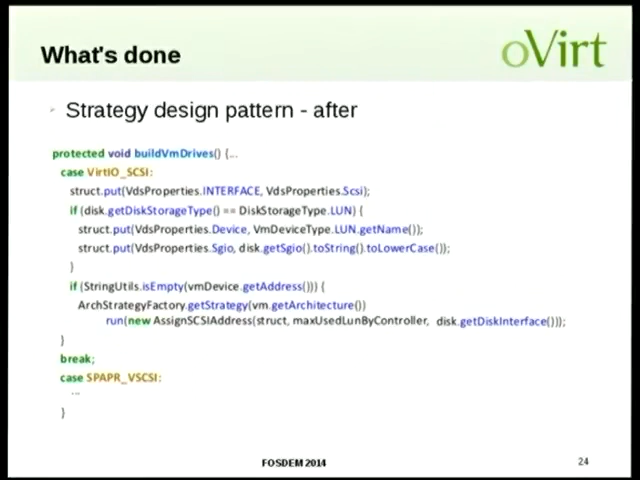 What's done
oVirt
Strategy design pattern - after
protected void buildVmDrives() {...
case VirtIO_SCSI:
struct.put(VdsProperties.INTERFACE, VdsProperties.Scsi);
if (disk.getDiskStorageType() == DiskStorageType.LUN) {
struct.put(VdsProperties.Device, VmDeviceType.LUN.getName());
struct.put(VdsProperties.Sgio, disk.getSgio().toString().toLowerCase());
}
if (StringUtils.isEmpty(vmDevice.getAddress())) {
ArchStrategyFactory.getStrategy(vm.getArchitecture())
run(new AssignSCSIAddress(struct, maxUsedLunByController, disk.getDiskInterface()));
}
break;
case SPAPR_VSCSI:
...
}
FOSDEM 2014
24